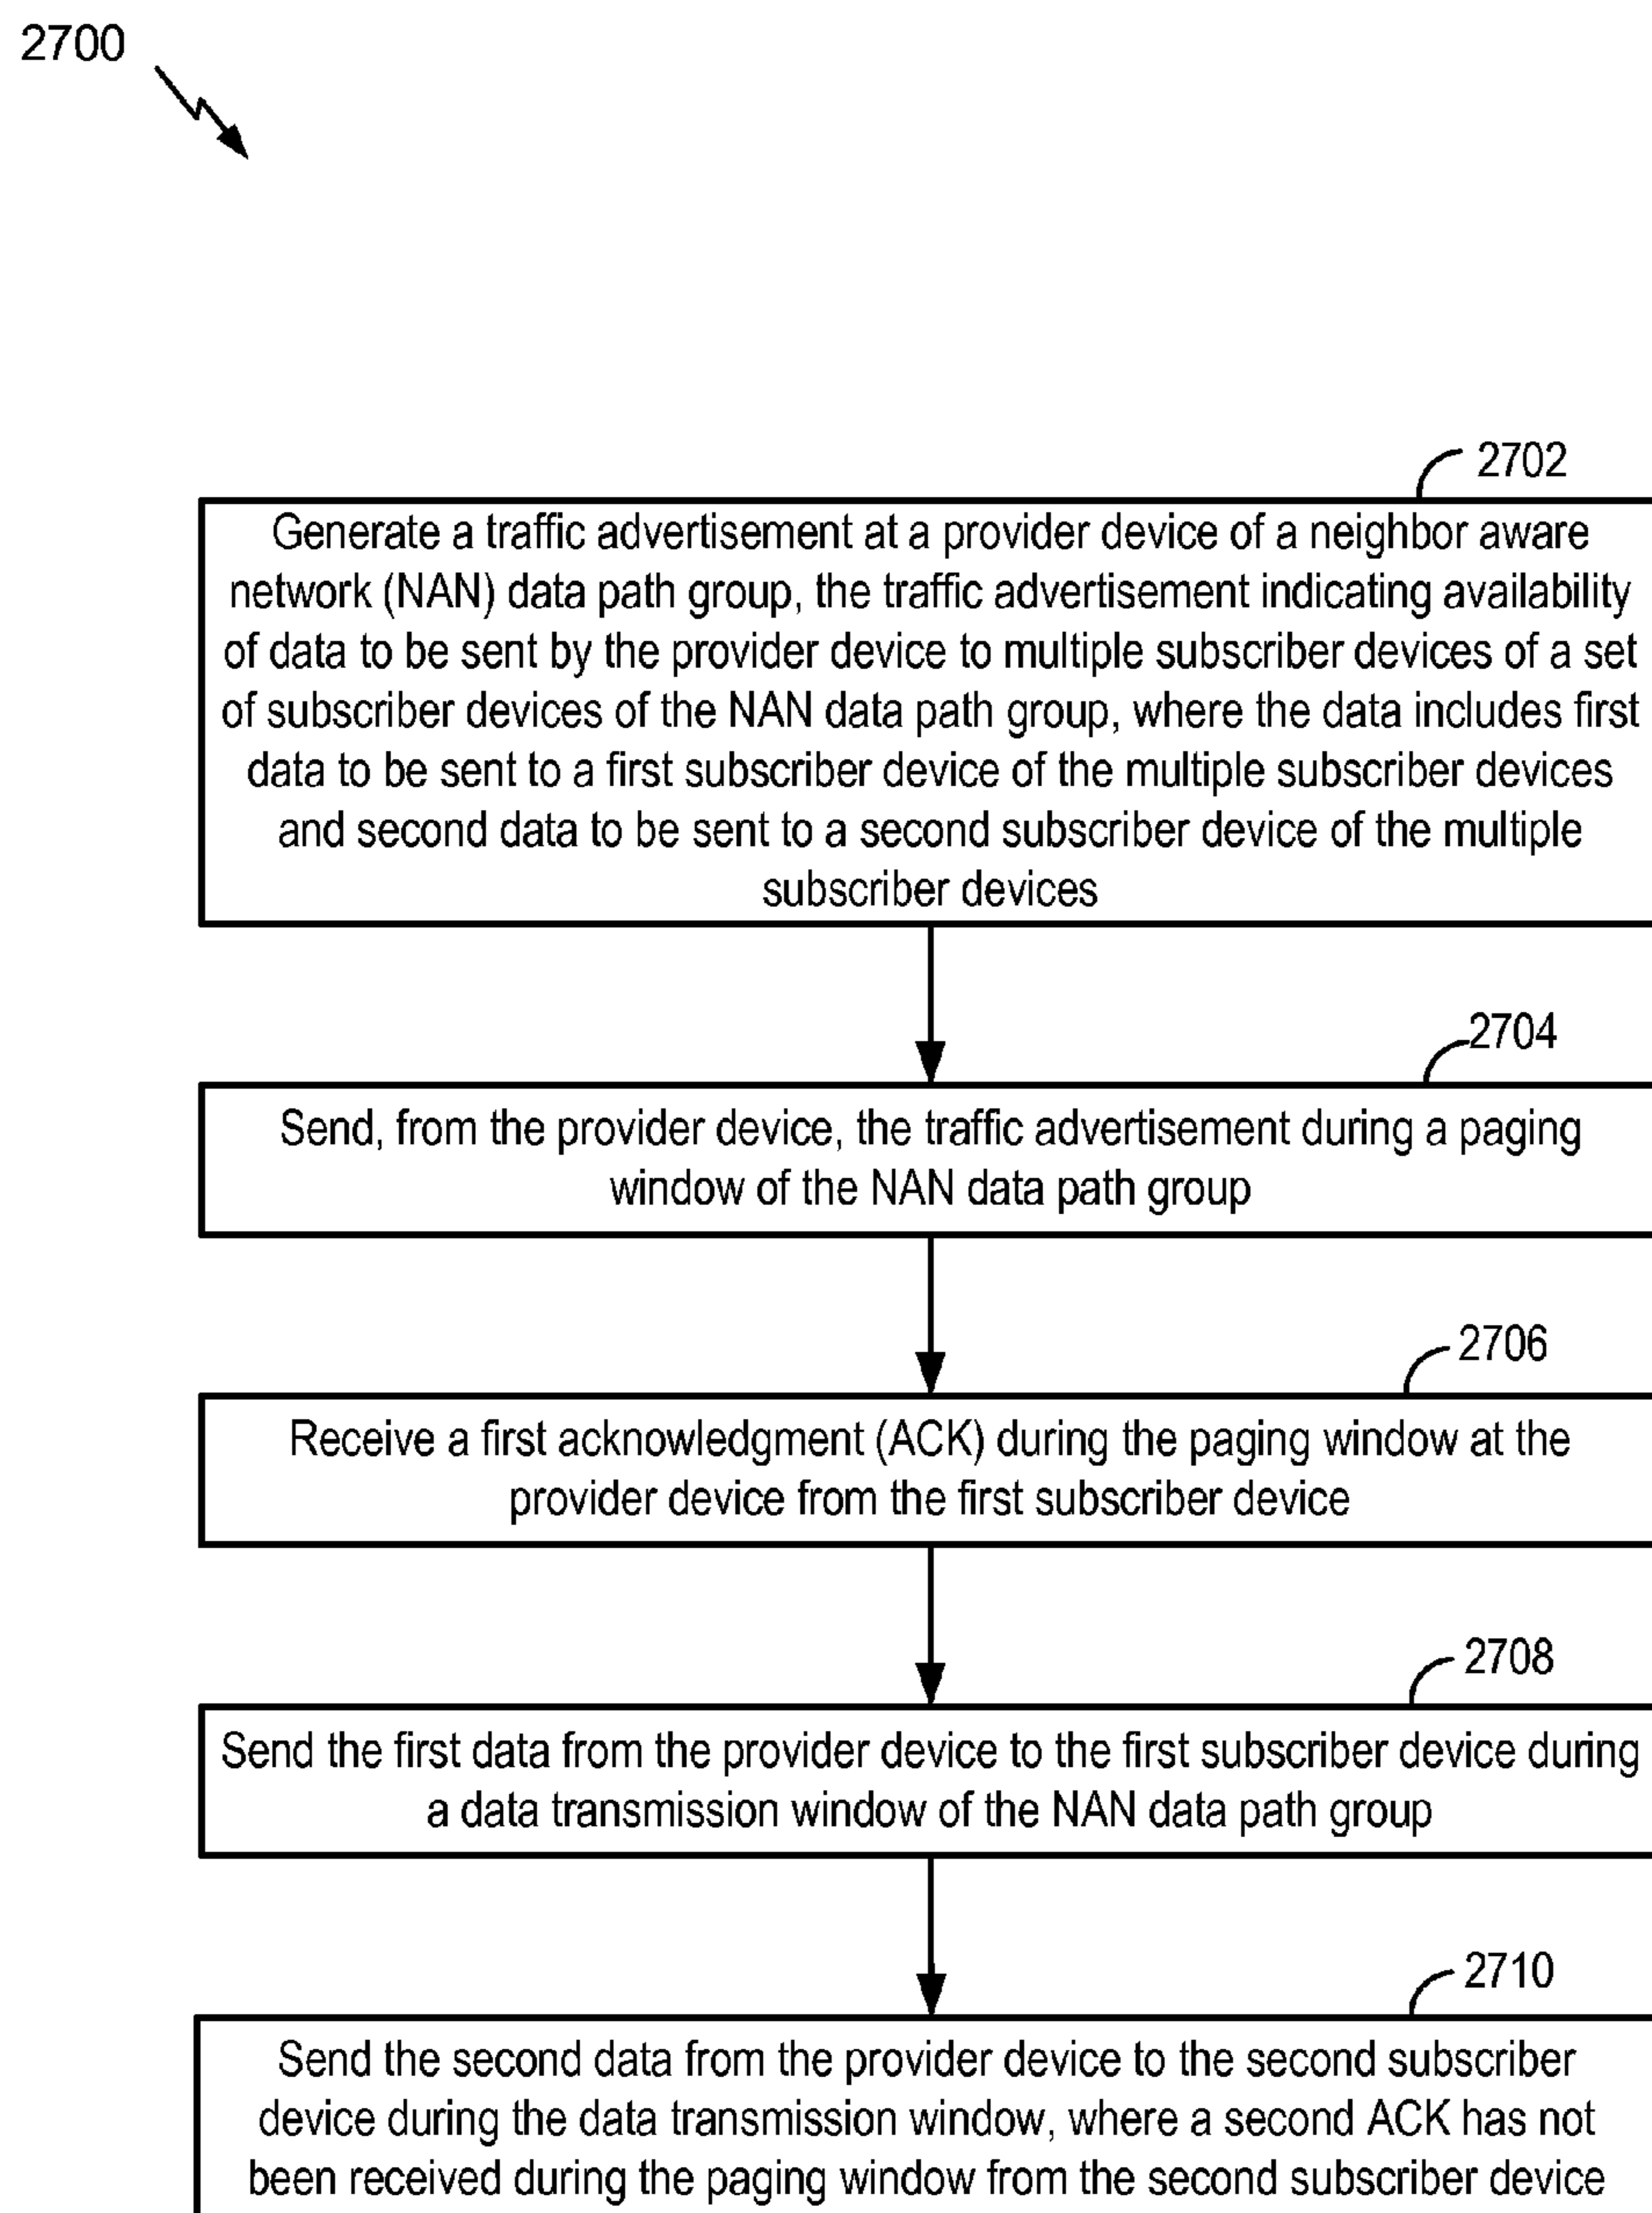 2700
2702
Generate a traffic advertisement at a provider device of a neighbor aware
network (NAN) data path group, the traffic advertisement indicating availability
of data to be sent by the provider device to multiple subscriber devices of a set
of subscriber devices of the NAN data path group, where the data includes first
data to be sent to a first subscriber device of the multiple subscriber devices
and second data to be sent to a second subscriber device of the multiple
subscriber devices
2704
Send, from the provider device, the traffic advertisement during a paging
window of the NAN data path group
2706
Receive a first acknowledgment (ACK) during the paging window at the
provider device from the first subscriber device
2708
Send the first data from the provider device to the first subscriber device during
a data transmission window of the NAN data path group
2710
Send the second data from the provider device to the second subscriber
device during the data transmission window, where a second ACK has not
been received during the paging window from the second subscriber device